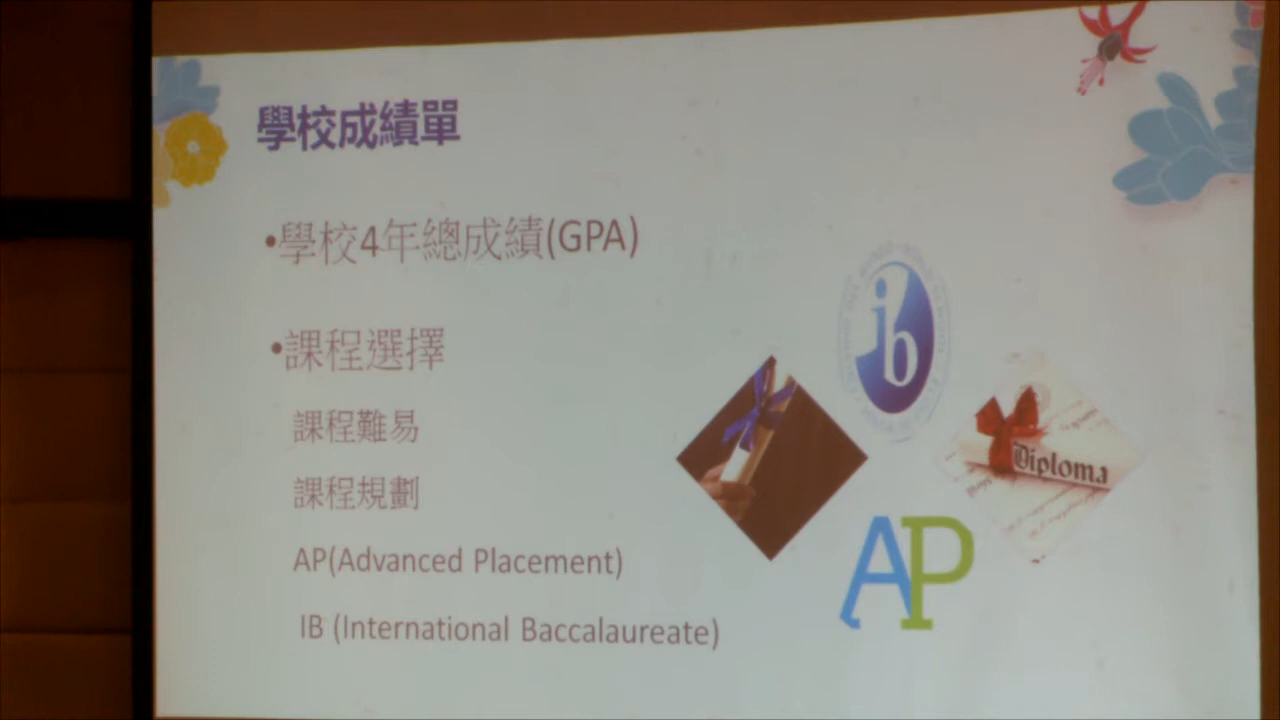 學校成績單
•學校4年總成績(GPA)
•課程選擇
課程難易
課程規劃
AP(Advanced Placement)
IB (International Baccalaureate)
ib
Diploma
AP